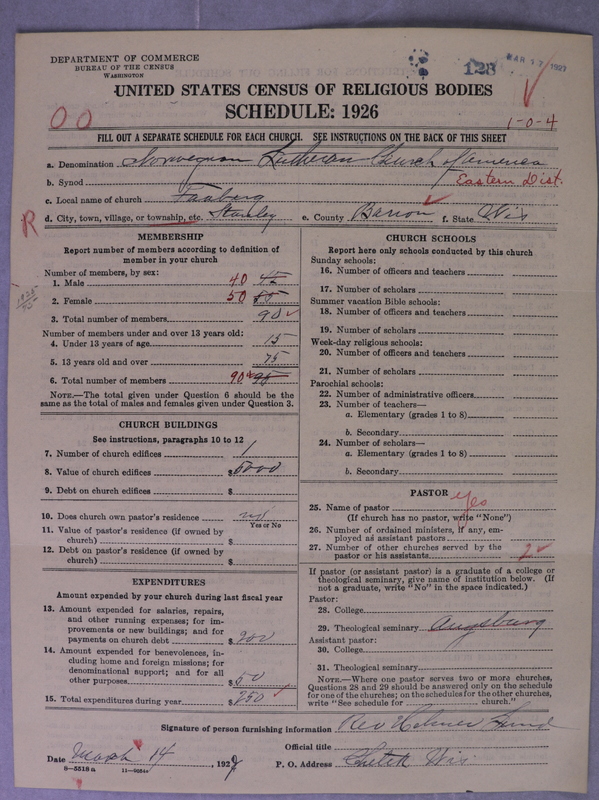 DEPARTMENT OF COMMERCE
BUREAU OF THE CENSUS
WASHINGTON
128
MAR 17 1927
UNITED STATES CENSUS OF RELIGIOUS BODIES
SCHEDULE: 1926
00
1-0-4
FILL OUT A SEPARATE SCHEDULE FOR EACH CHURCH. SEE INSTRUCTIONS ON THE BACK OF THIS SHEET
a. Denomination Norwegian Lutheran Church of America
b. Synod Eastern Dist.
c. Local name of church Faaberg
R
d. City, town, village, or township, etc. Stanley e. County Barron f. State Wis
MEMBERSHIP
Report number of members according to definition of
member in your church
Number of members, by sex:
1. Male 40 45
2. Female 50
3. Total number of members 90
Number of members under and over 13 years old:
4. Under 13 years of age 15
5. 13 years old and over 75
6. Total number of members 90
NOTE.—The total given under Question 6 should be the
same as the total of males and females given under Question 3.
CHURCH BUILDINGS
See instructions, paragraphs 10 to 12
7. Number of church edifices 1
8. Value of church edifices $5000
9. Debt on church edifices $
10. Does church own pastor's residence no
Yes or No
11. Value of pastor's residence (if owned by
church) $
12. Debt on pastor's residence (if owned by
church) $
EXPENDITURES
Amount expended by your church during last fiscal year
13. Amount expended for salaries, repairs,
and other running expenses; for im-
provements or new buildings; and for
payments on church debt $200
14. Amount expended for benevolences, in-
cluding home and foreign missions; for
denominational support; and for all
other purposes $50
15. Total expenditures during year $250
CHURCH SCHOOLS
Report here only schools conducted by this church
Sunday schools:
16. Number of officers and teachers
17. Number of scholars
Summer vacation Bible schools:
18. Number of officers and teachers
19. Number of scholars
Week-day religious schools:
20. Number of officers and teachers
21. Number of scholars
Parochial schools:
22. Number of administrative officers
23. Number of teachers—
a. Elementary (grades 1 to 8)
b. Secondary
24. Number of scholars—
a. Elementary (grades 1 to 8)
b. Secondary
PASTOR
25. Name of pastor Yes
(If church has no pastor, write "None")
26. Number of ordained ministers, if any, em-
ployed as assistant pastors
27. Number of other churches served by the
pastor or his assistants 2
If pastor (or assistant pastor) is a graduate of a college or
theological seminary, give name of institution below. (If
not a graduate, write "No" in the space indicated.)
Pastor:
28. College
29. Theological seminary Augsburg
Assistant pastor:
30. College
31. Theological seminary
NOTE.—Where one pastor serves two or more churches,
Questions 28 and 29 should be answered only on the schedule
for one of the churches; on the schedules for the other churches,
write "See schedule for church."
Signature of person furnishing information Rev Helmer Lund
Official title
Date March 14, 1927 P. O. Address Chetek Wis
8-5518 a